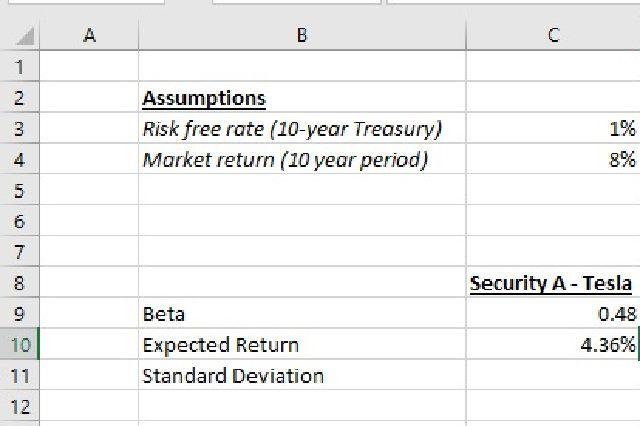 A B C
1
2 Assumptions
3 Risk free rate (10-year Treasury) 1%
4 Market return (10 year period) 8%
5
6
7
8 Security A - Tesla
9 Beta 0.48
10 Expected Return 4.36%
11 Standard Deviation
12